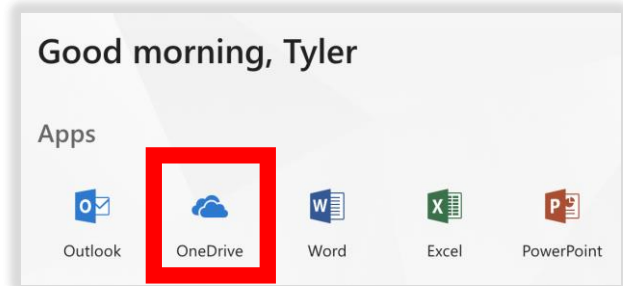 Good morning, Tyler
Apps
Outlook OneDrive Word Excel PowerPoint